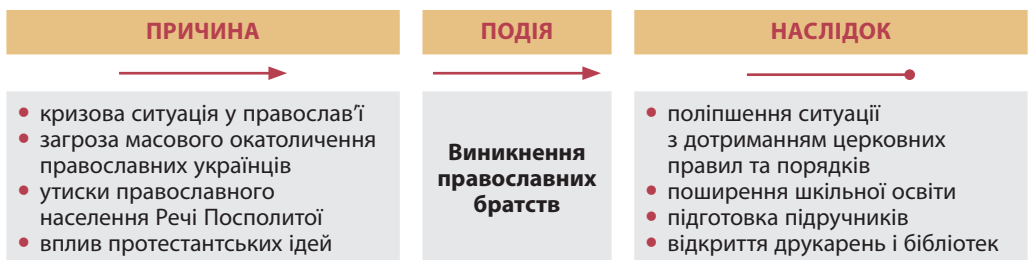 ПРИЧИНА
ПОДІЯ
НАСЛІДОК
• кризова ситуація у православ’ї
• загроза масового окатоличення
православних українців
• утиски православного
населення Речі Посполитої
• вплив протестантських ідей
Виникнення
православних
братств
• поліпшення ситуації
з дотриманням церковних
правил та порядків
• поширення шкільної освіти
• підготовка підручників
• відкриття друкарень і бібліотек